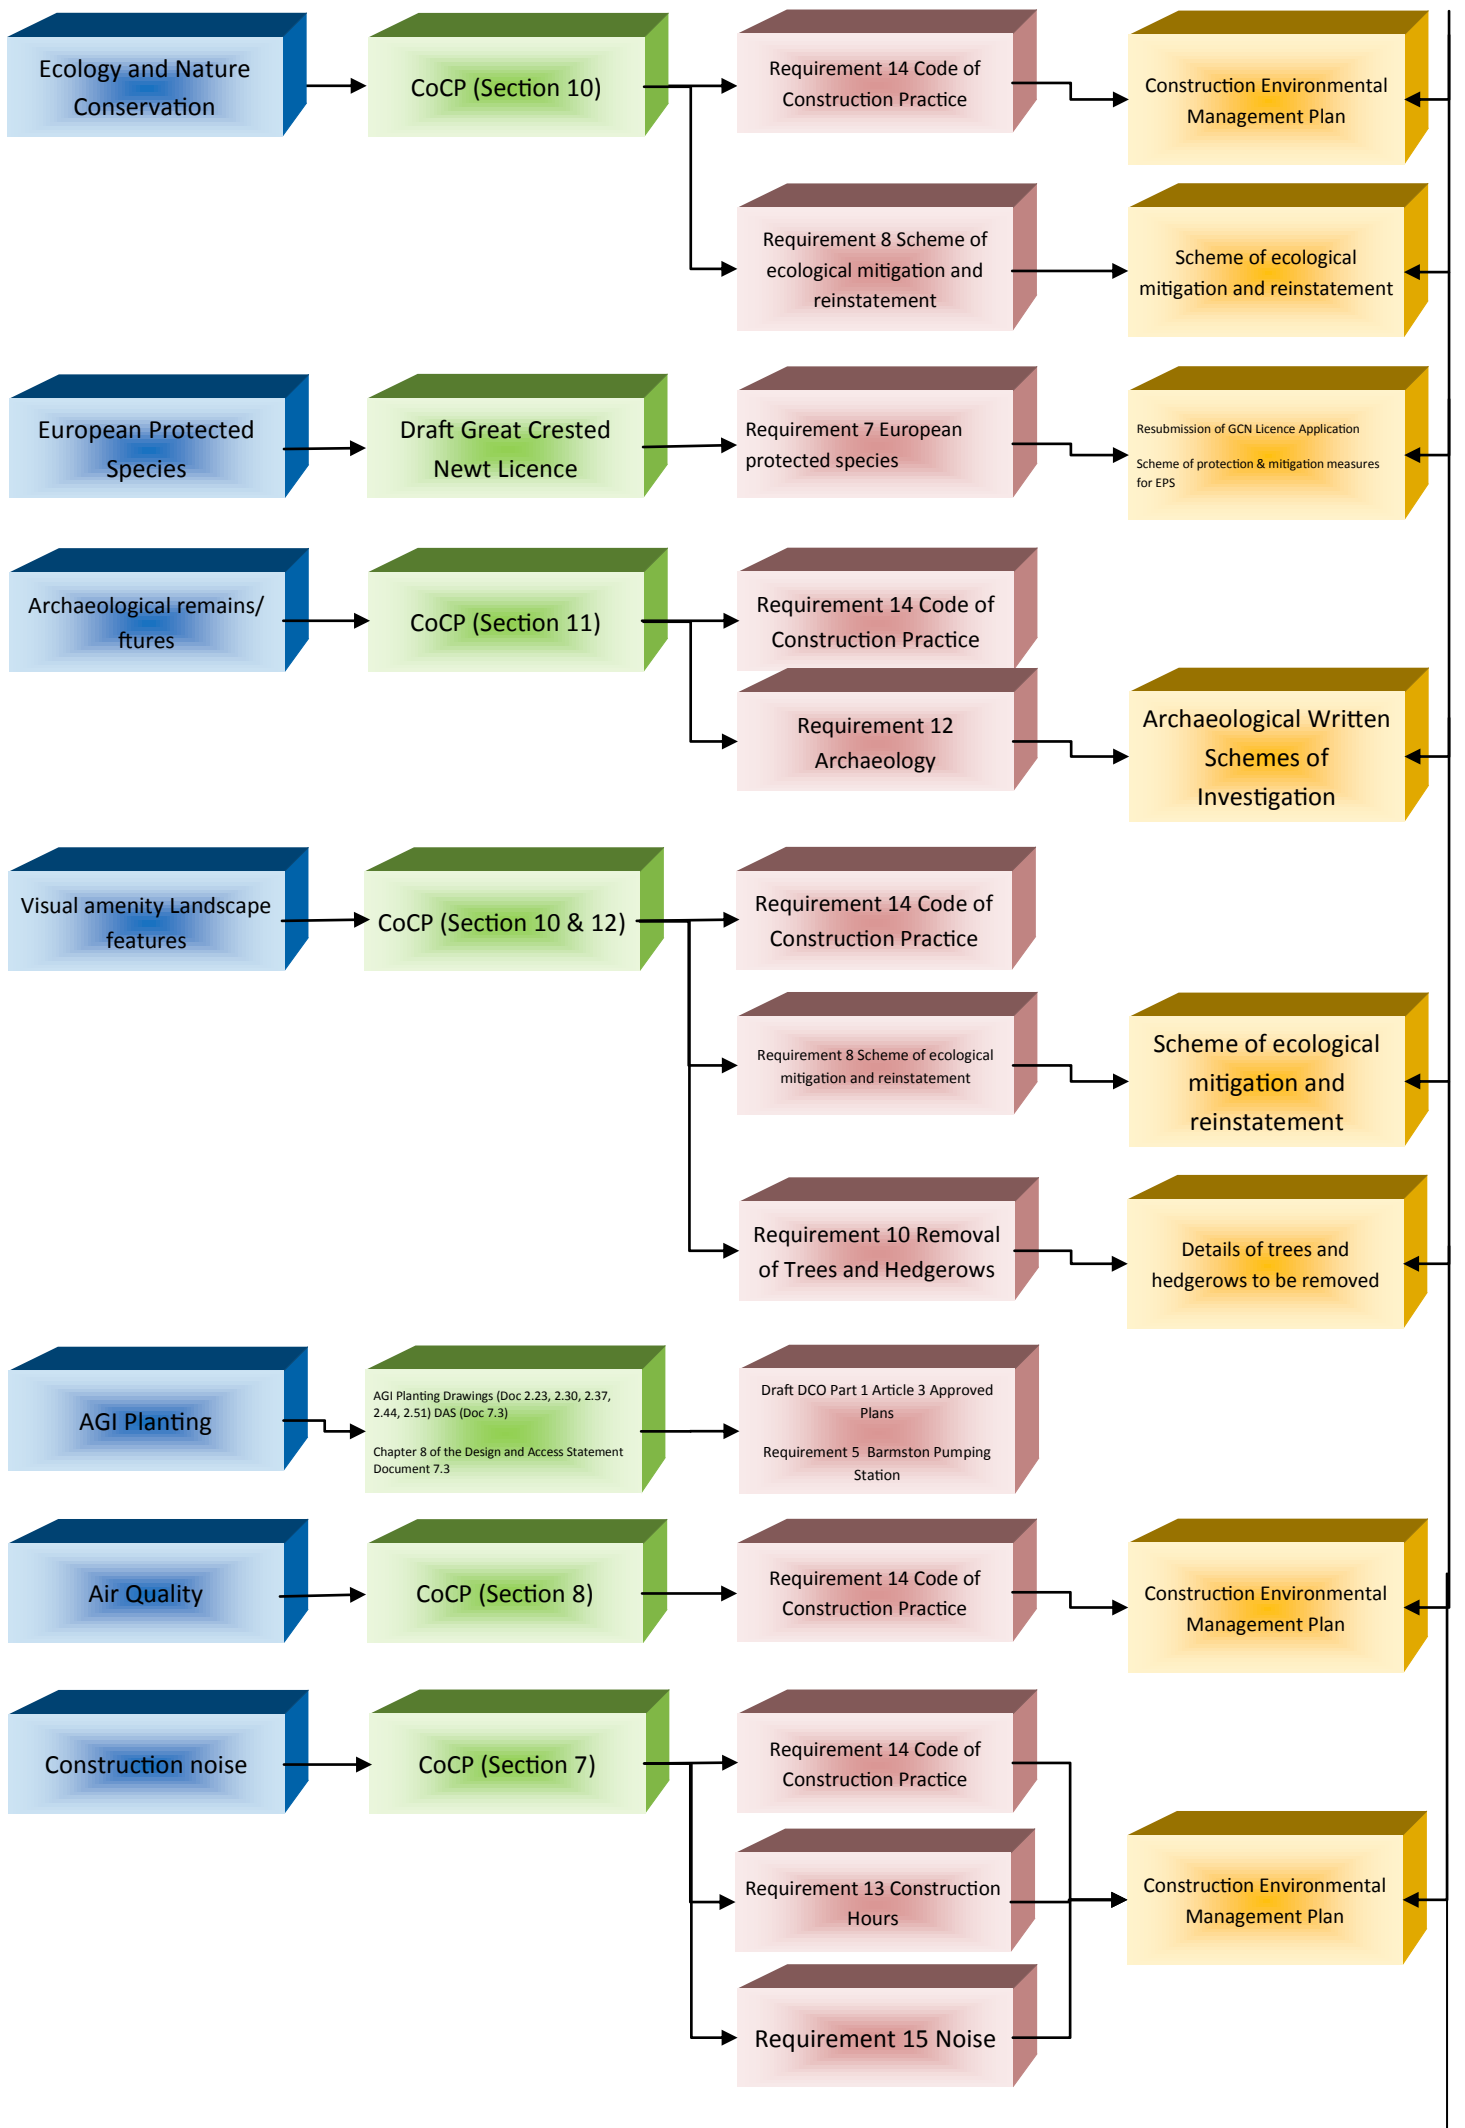 Ecology and Nature
Conservation
CoCP (Section 10)
Requirement 14 Code of
Construction Practice
Construction Environmental
Management Plan
Requirement 8 Scheme of
ecological mitigation and
reinstatement
Scheme of ecological
mitigation and reinstatement
European Protected
Species
Draft Great Crested
Newt Licence
Requirement 7 European
protected species
Resubmission of GCN Licence Application
Scheme of protection & mitigation measures
for EPS
Archaeological remains/
ftures
CoCP (Section 11)
Requirement 14 Code of
Construction Practice
Requirement 12
Archaeology
Archaeological Written
Schemes of
Investigation
Visual amenity Landscape
features
CoCP (Section 10 & 12)
Requirement 14 Code of
Construction Practice
Requirement 8 Scheme of ecological
mitigation and reinstatement
Scheme of ecological
mitigation and
reinstatement
Requirement 10 Removal
of Trees and Hedgerows
Details of trees and
hedgerows to be removed
AGI Planting
AGI Planting Drawings (Doc 2.23, 2.30, 2.37,
2.44, 2.51) DAS (Doc 7.3)
Chapter 8 of the Design and Access Statement
Document 7.3
Draft DCO Part 1 Article 3 Approved
Plans
Requirement 5 Barmston Pumping
Station
Air Quality
CoCP (Section 8)
Requirement 14 Code of
Construction Practice
Construction Environmental
Management Plan
Construction noise
CoCP (Section 7)
Requirement 14 Code of
Construction Practice
Requirement 13 Construction
Hours
Construction Environmental
Management Plan
Requirement 15 Noise